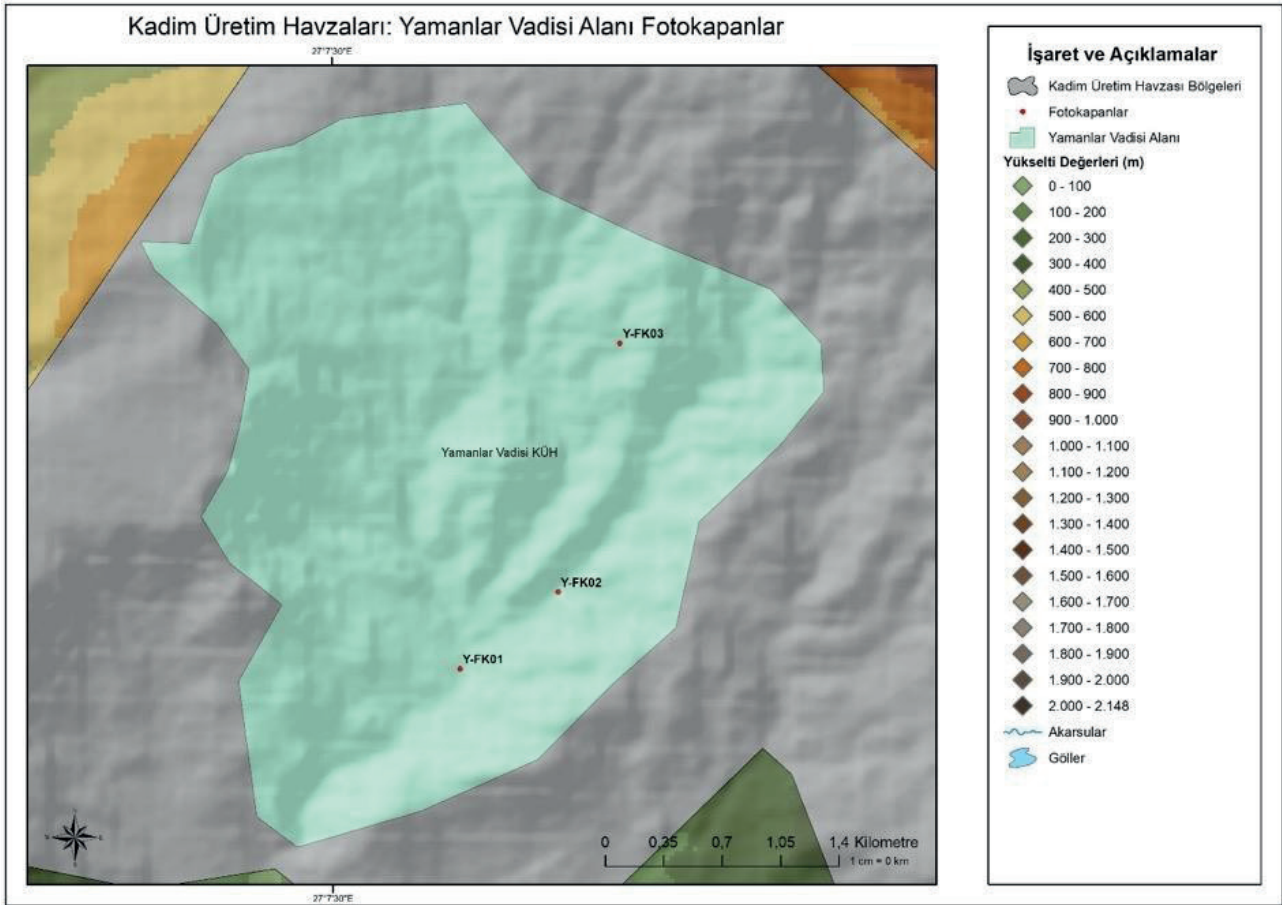 Kadim Üretim Havzaları: Yamanlar Vadisi Alanı Fotokapanlar
27°7'30"E
Y-FK03
Yamanlar Vadisi KÜH
Y-FK02
Y-FK01
0 0,35 0,7 1,05 1,4 Kilometre
1 cm = 0 km
27°7'30"E
İşaret ve Açıklamalar
Kadim Üretim Havzası Bölgeleri
Fotokapanlar
Yamanlar Vadisi Alanı
Yükselti Değerleri (m)
0 - 100
100 - 200
200 - 300
300 - 400
400 - 500
500 - 600
600 - 700
700 - 800
800 - 900
900 - 1.000
1.000 - 1.100
1.100 - 1.200
1.200 - 1.300
1.300 - 1.400
1.400 - 1.500
1.500 - 1.600
1.600 - 1.700
1.700 - 1.800
1.800 - 1.900
1.900 - 2.000
2.000 - 2.148
Akarsular
Göller